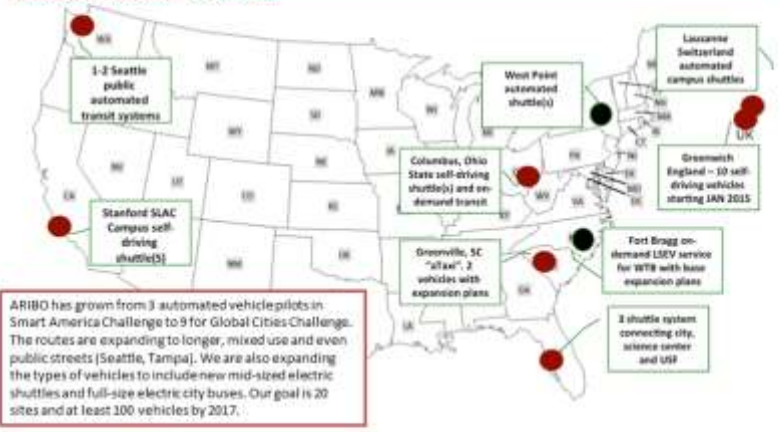 1-2 Seattle
public
automated
transit systems
WA
Lausanne
Switzerland
automated
campus shuttles
West Point
automated
shuttle(s)
UK
Columbus, Ohio
State self-driving
shuttle(s) and on-
demand transit
Greenwich
England – 10 self-
driving vehicles
starting JAN 2015
Stanford SLAC
Campus self-
driving
shuttle(S)
CA
Greenville, SC
"aTaxi", 2
vehicles with
expansion plans
Fort Bragg on-
demand LSEV service
for WTB with base
expansion plans
3 shuttle system
connecting city,
science center
and USF
ARIBO has grown from 3 automated vehicle pilots in
Smart America Challenge to 9 for Global Cities Challenge.
The routes are expanding to longer, mixed use and even
public streets (Seattle, Tampa). We are also expanding
the types of vehicles to include new mid-sized electric
shuttles and full-size electric city buses. Our goal is 20
sites and at least 100 vehicles by 2017.